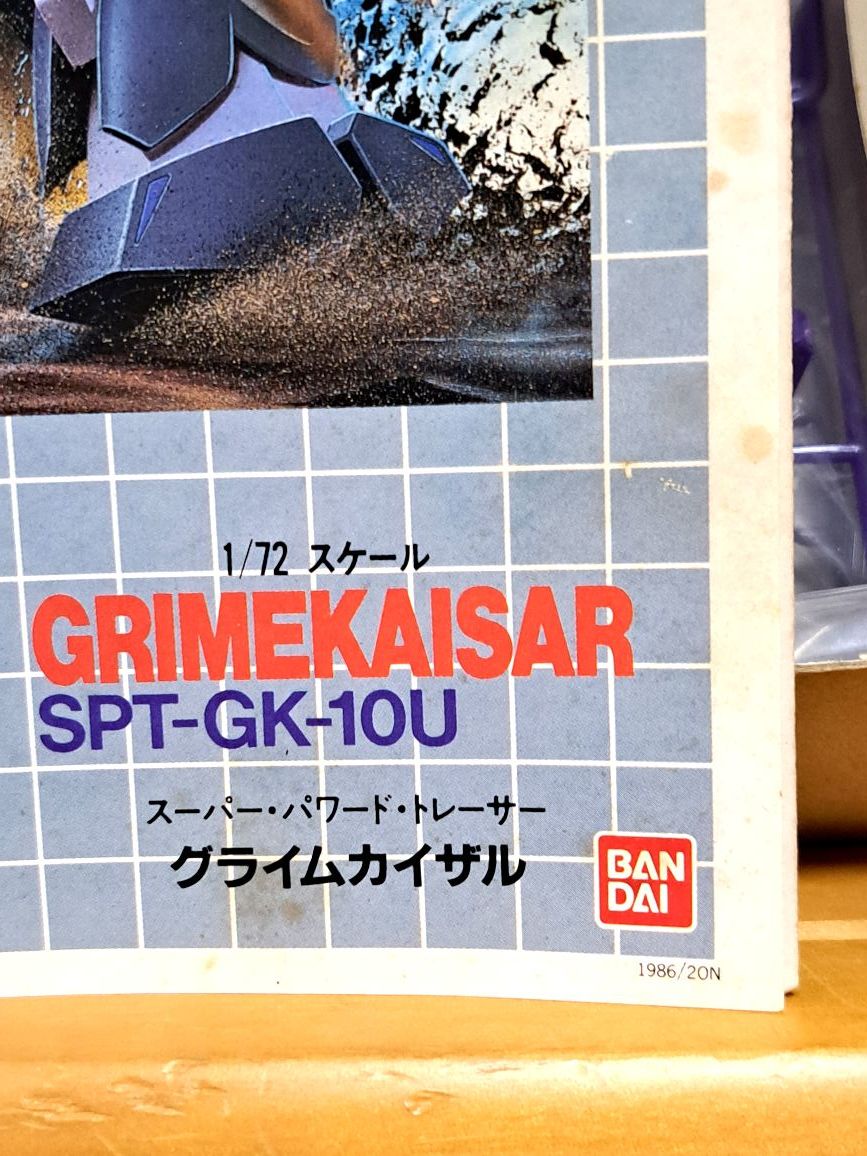 1/72 スケール
GRIMEKAISAR
SPT-GK-10U
スーパー・パワード・トレーサー
グライムカイザル
BAN
DAI
1986/20N